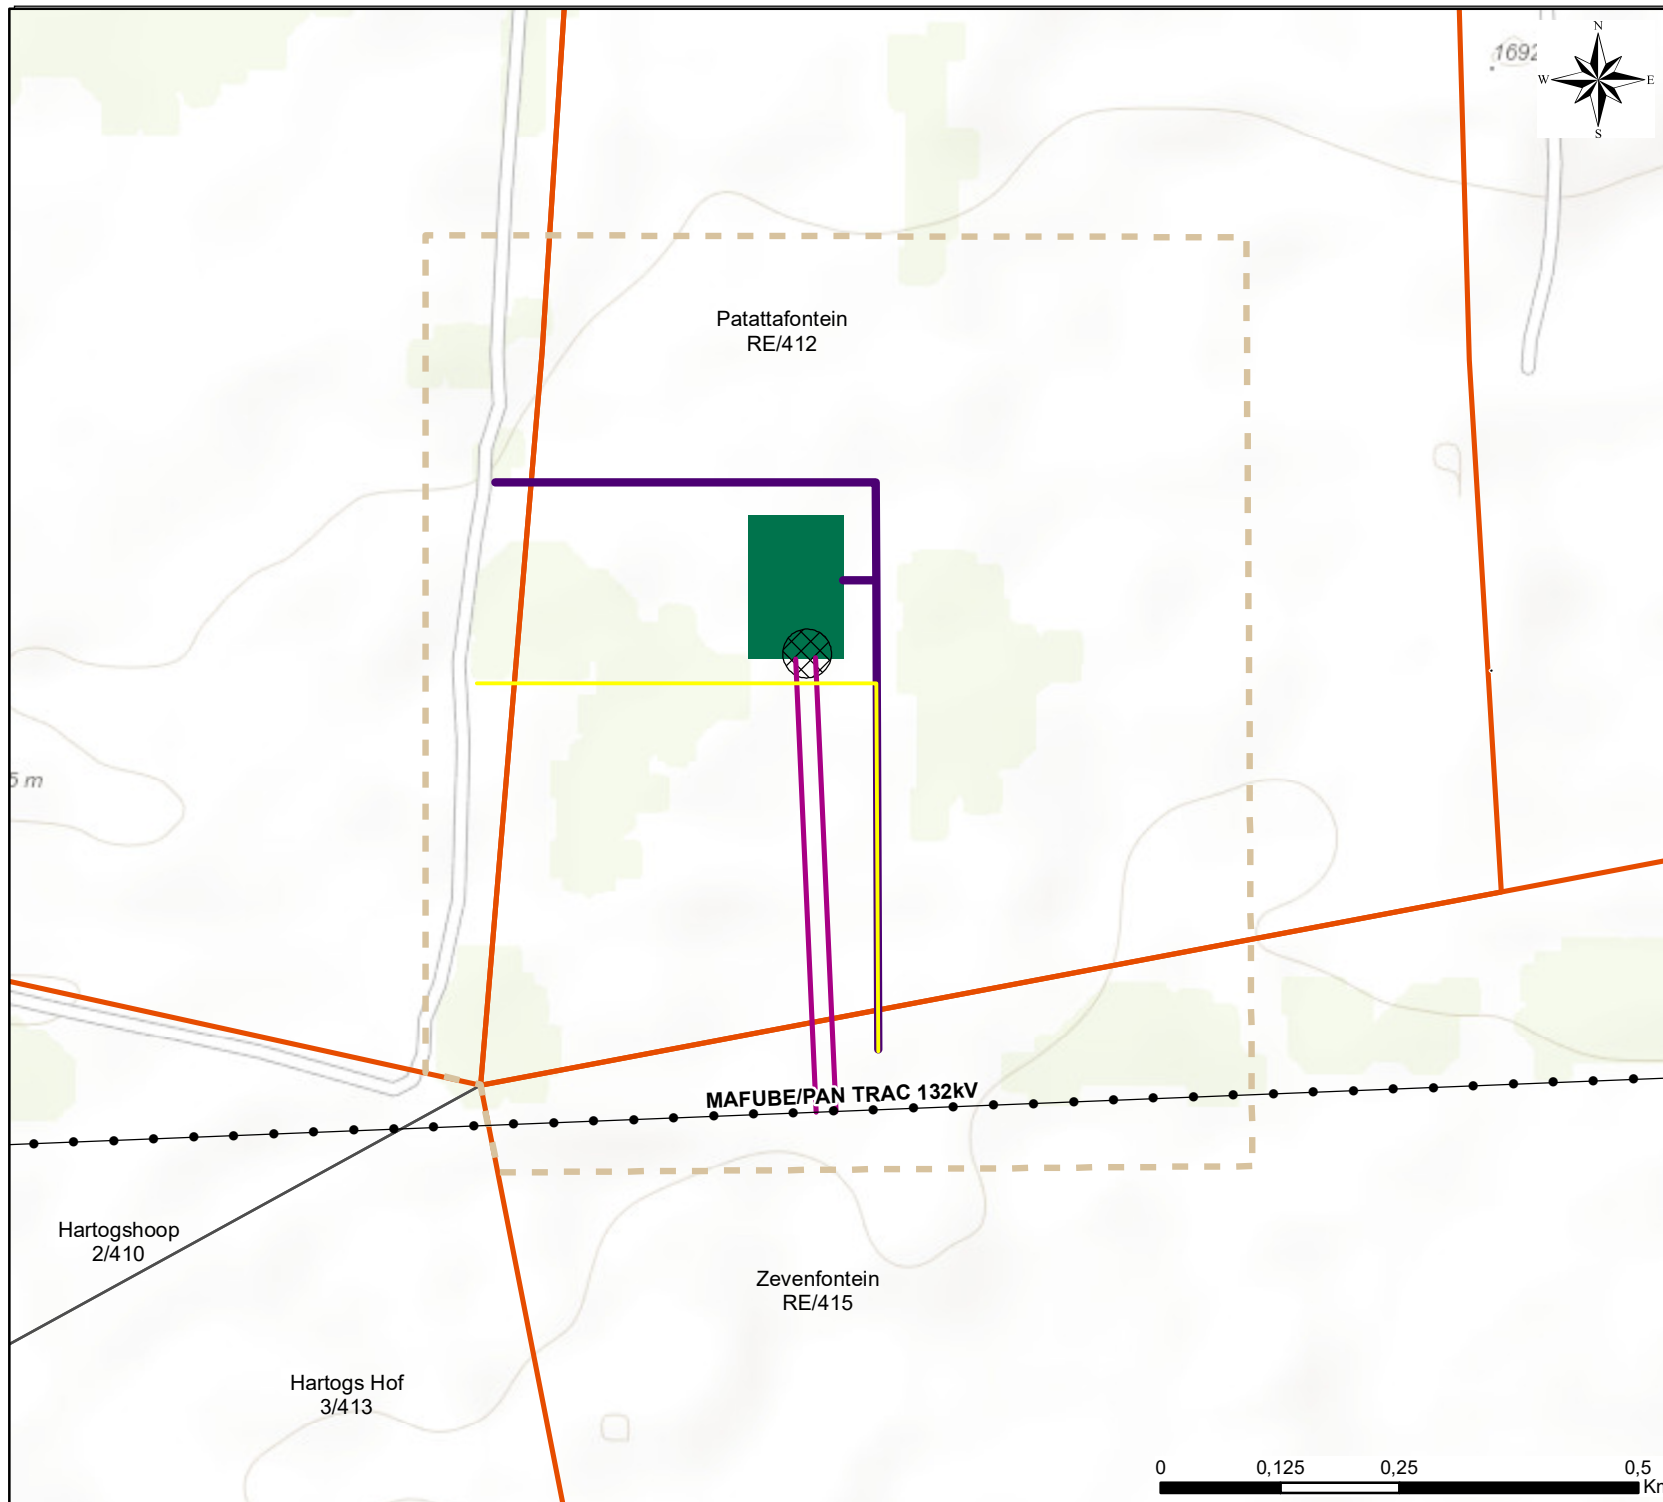 1692
N
W
E
S
Patattafontein
RE/412
5 m
MAFUBE/PAN TRAC 132kV
Hartogshoop
2/410
Zevenfontein
RE/415
Hartogs Hof
3/413
0 0,125 0,25 0,5